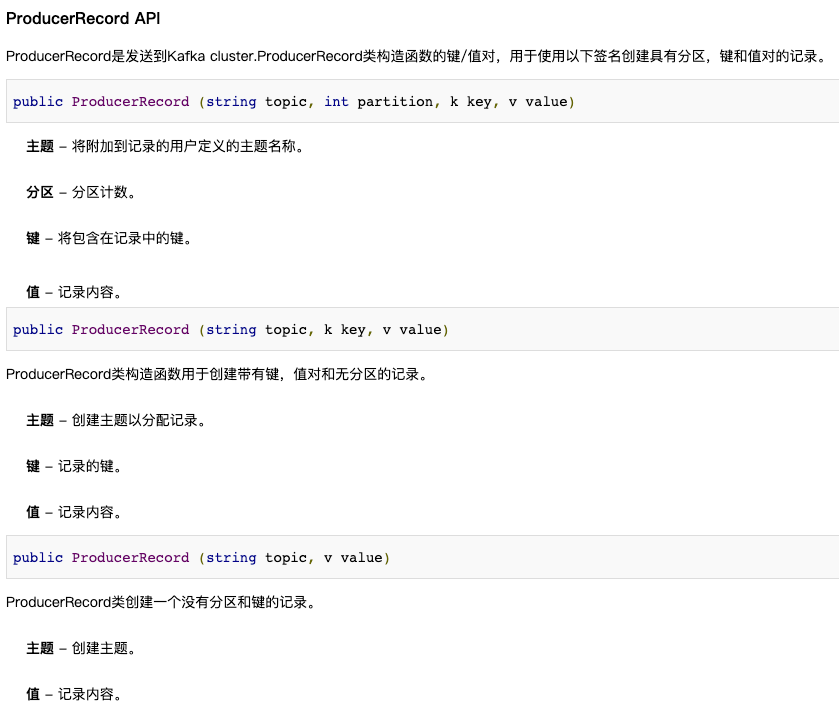 ProducerRecord API
ProducerRecord是发送到Kafka cluster.ProducerRecord类构造函数的键/值对，用于使用以下签名创建具有分区，键和值对的记录。
public ProducerRecord (string topic, int partition, k key, v value)
主题 – 将附加到记录的用户定义的主题名称。
分区 – 分区计数。
键 – 将包含在记录中的键。
值 – 记录内容。
public ProducerRecord (string topic, k key, v value)
ProducerRecord类构造函数用于创建带有键，值对和无分区的记录。
主题 – 创建主题以分配记录。
键 – 记录的键。
值 – 记录内容。
public ProducerRecord (string topic, v value)
ProducerRecord类创建一个没有分区和键的记录。
主题 – 创建主题。
值 – 记录内容。